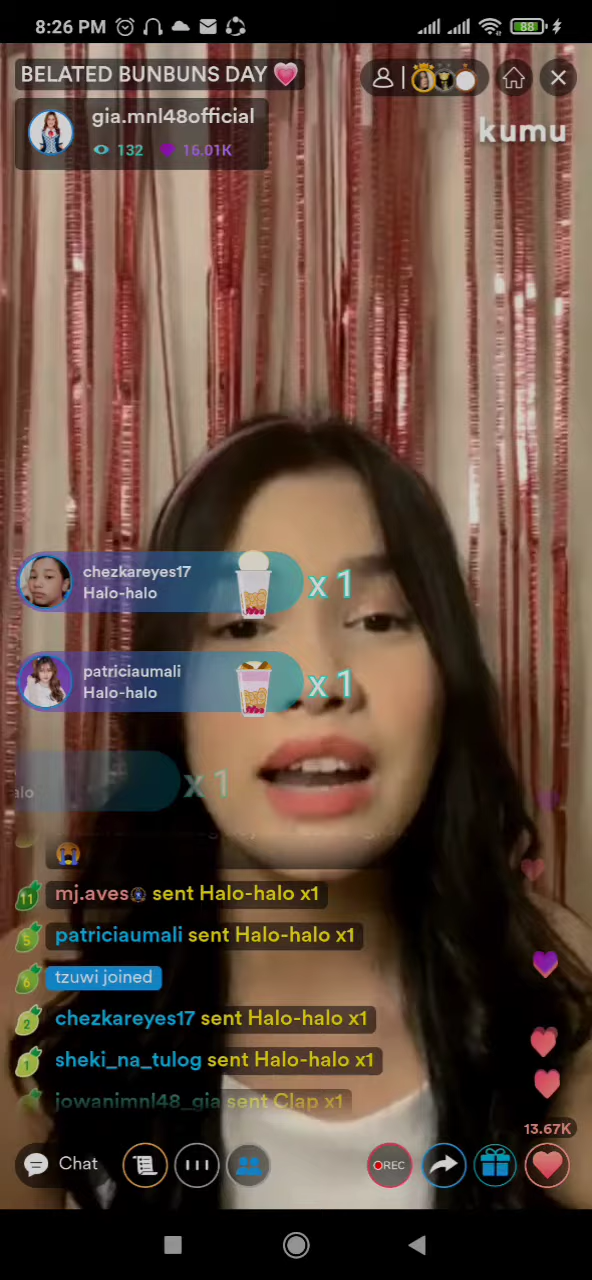 8:26 PM
88
BELATED BUNBUNS DAY
gia.mnl48official
132
16.01K
kumu
chezkareyes17
Halo-halo
x 1
patriciaumali
Halo-halo
x 1
alo
x 1
11 mj.aves sent Halo-halo x1
5 patriciaumali sent Halo-halo x1
6 tzuwi joined
2 chezkareyes17 sent Halo-halo x1
1 sheki_na_tulog sent Halo-halo x1
jowanimnl48_gia sent Clap x1
13.67K
Chat
REC